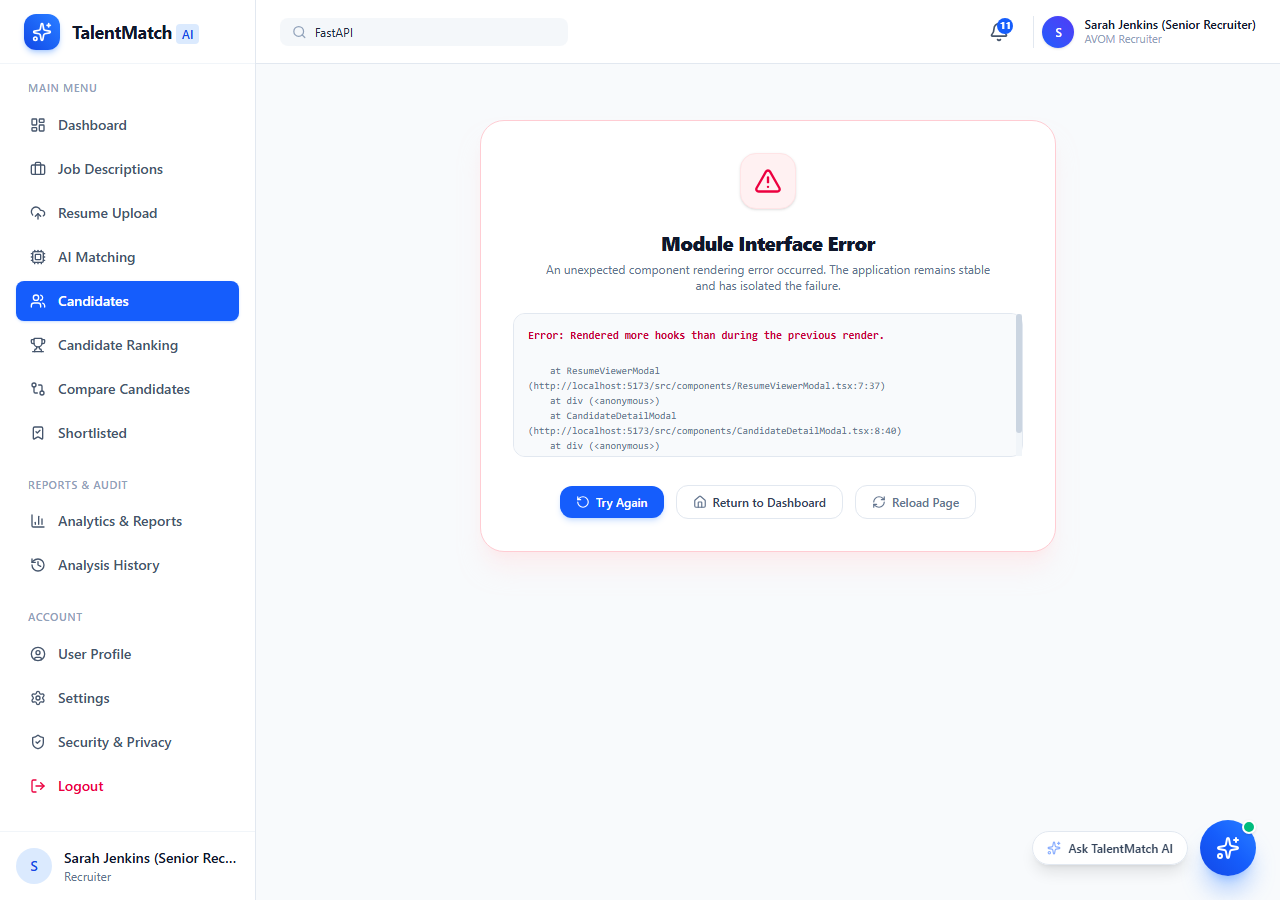 TalentMatch AI
FastAPI
11
S
Sarah Jenkins (Senior Recruiter)
AVOM Recruiter
MAIN MENU
Dashboard
Job Descriptions
Resume Upload
AI Matching
Candidates
Candidate Ranking
Compare Candidates
Shortlisted
REPORTS & AUDIT
Analytics & Reports
Analysis History
ACCOUNT
User Profile
Settings
Security & Privacy
Logout
S
Sarah Jenkins (Senior Rec...
Recruiter
Module Interface Error
An unexpected component rendering error occurred. The application remains stable
and has isolated the failure.
Error: Rendered more hooks than during the previous render.
at ResumeViewerModal
(http://localhost:5173/src/components/ResumeViewerModal.tsx:7:37)
at div (<anonymous>)
at CandidateDetailModal
(http://localhost:5173/src/components/CandidateDetailModal.tsx:8:40)
at div (<anonymous>)
Try Again
Return to Dashboard
Reload Page
Ask TalentMatch AI